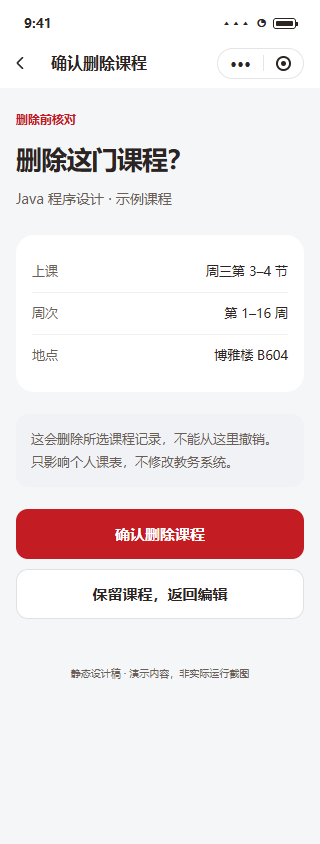 9:41
确认删除课程
删除前核对
删除这门课程？
Java 程序设计 · 示例课程
上课 周三第 3–4 节
周次 第 1–16 周
地点 博雅楼 B604
这会删除所选课程记录，不能从这里撤销。
只影响个人课表，不修改教务系统。
确认删除课程
保留课程，返回编辑
静态设计稿 · 演示内容，非实际运行截图